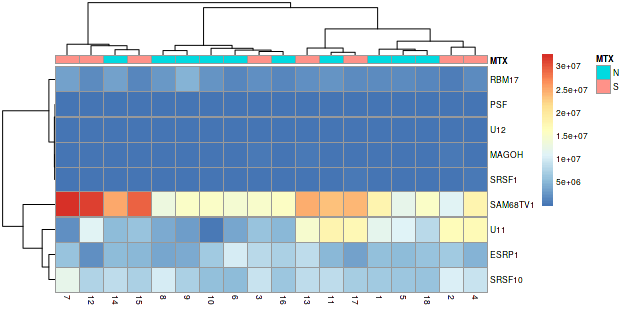 MTX
RBM17
PSF
U12
MAGOH
SRSF1
SAM68TV1
U11
ESRP1
SRSF10
7 12 14 15 8 9 10 6 3 16 13 11 17 1 5 18 2 4
3e+07
2.5e+07
2e+07
1.5e+07
1e+07
5e+06
MTX
N
S